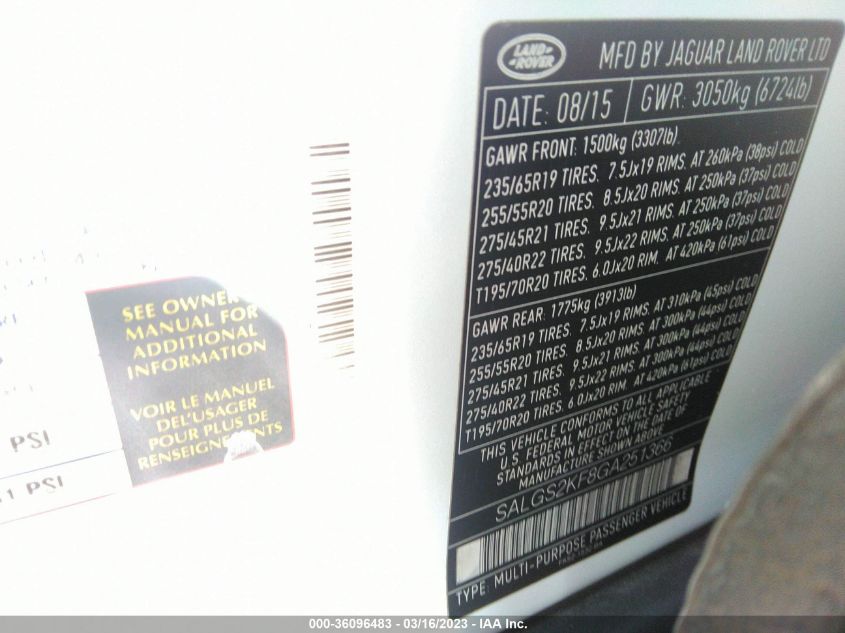 LAND ROVER
MFD BY JAGUAR LAND ROVER LTD
DATE: 08/15
GWR: 3050kg (6724lb)
GAWR FRONT: 1500kg (3307lb).
235/65R19 TIRES. 7.5Jx19 RIMS. AT 260kPa (38psi) COLD
255/55R20 TIRES. 8.5Jx20 RIMS. AT 250kPa (37psi) COLD
275/45R21 TIRES. 9.5Jx21 RIMS. AT 250kPa (37psi) COLD
275/40R22 TIRES. 9.5Jx22 RIMS. AT 250kPa (37psi) COLD
T195/70R20 TIRES. 6.0Jx20 RIM. AT 420kPa (61psi) COLD
GAWR REAR: 1775kg (3913lb)
235/65R19 TIRES. 7.5Jx19 RIMS. AT 310kPa (45psi) COLD
255/55R20 TIRES. 8.5Jx20 RIMS. AT 300kPa (44psi) COLD
275/45R21 TIRES. 9.5Jx21 RIMS. AT 300kPa (44psi) COLD
275/40R22 TIRES. 9.5Jx22 RIMS. AT 300kPa (44psi) COLD
T195/70R20 TIRES. 6.0Jx20 RIM. AT 420kPa (61psi) COLD
THIS VEHICLE CONFORMS TO ALL APPLICABLE
U.S. FEDERAL MOTOR VEHICLE SAFETY
STANDARDS IN EFFECT ON THE DATE OF
MANUFACTURE SHOWN ABOVE
SALGS2KF8GA251366
TYPE: MULTI-PURPOSE PASSENGER VEHICLE
SEE OWNER'S
MANUAL FOR
ADDITIONAL
INFORMATION
VOIR LE MANUEL
DEL'USAGER
POUR PLUS DE
RENSEIGNEMENTS
PSI
PSI
000-36096483 - 03/16/2023 - IAA Inc.